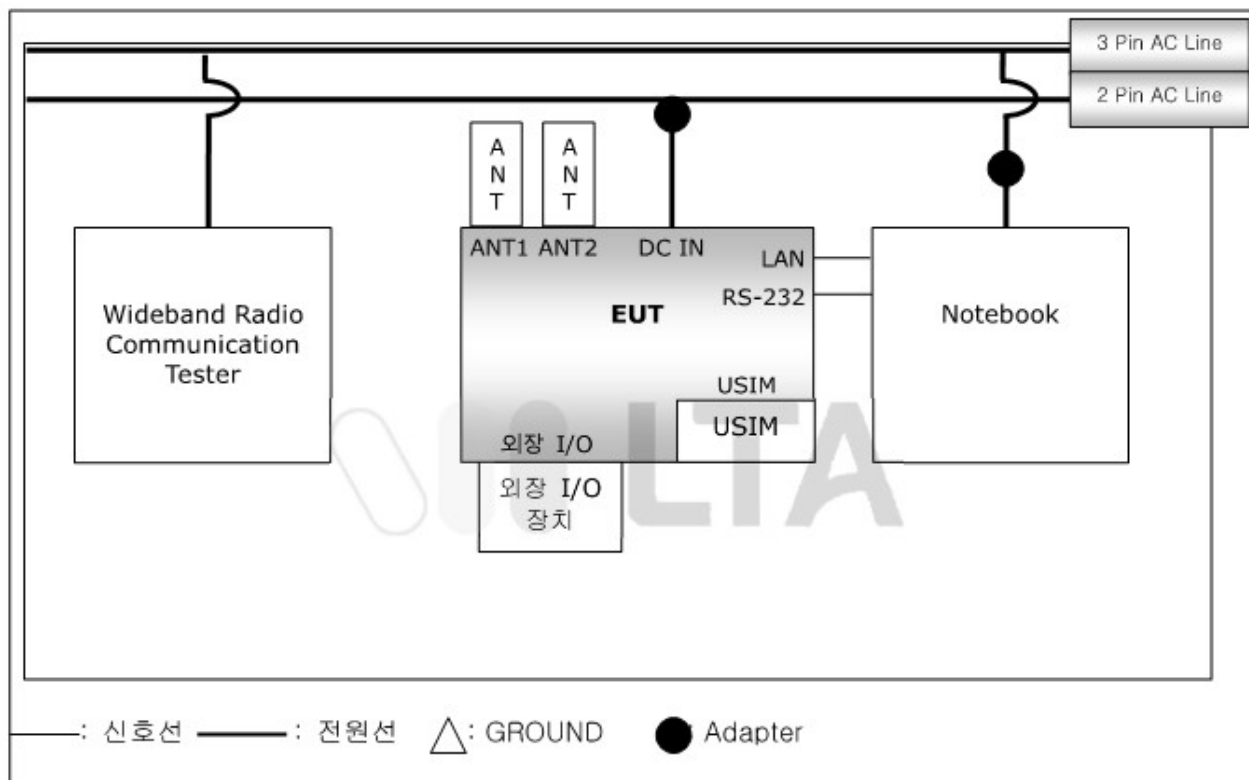 3 Pin AC Line
2 Pin AC Line
ANT
ANT
ANT1 ANT2 DC IN
LAN
RS-232
EUT
Wideband Radio
Communication
Tester
Notebook
USIM
USIM
외장 I/O
외장 I/O
장치
LTA
: 신호선 : 전원선 : GROUND Adapter